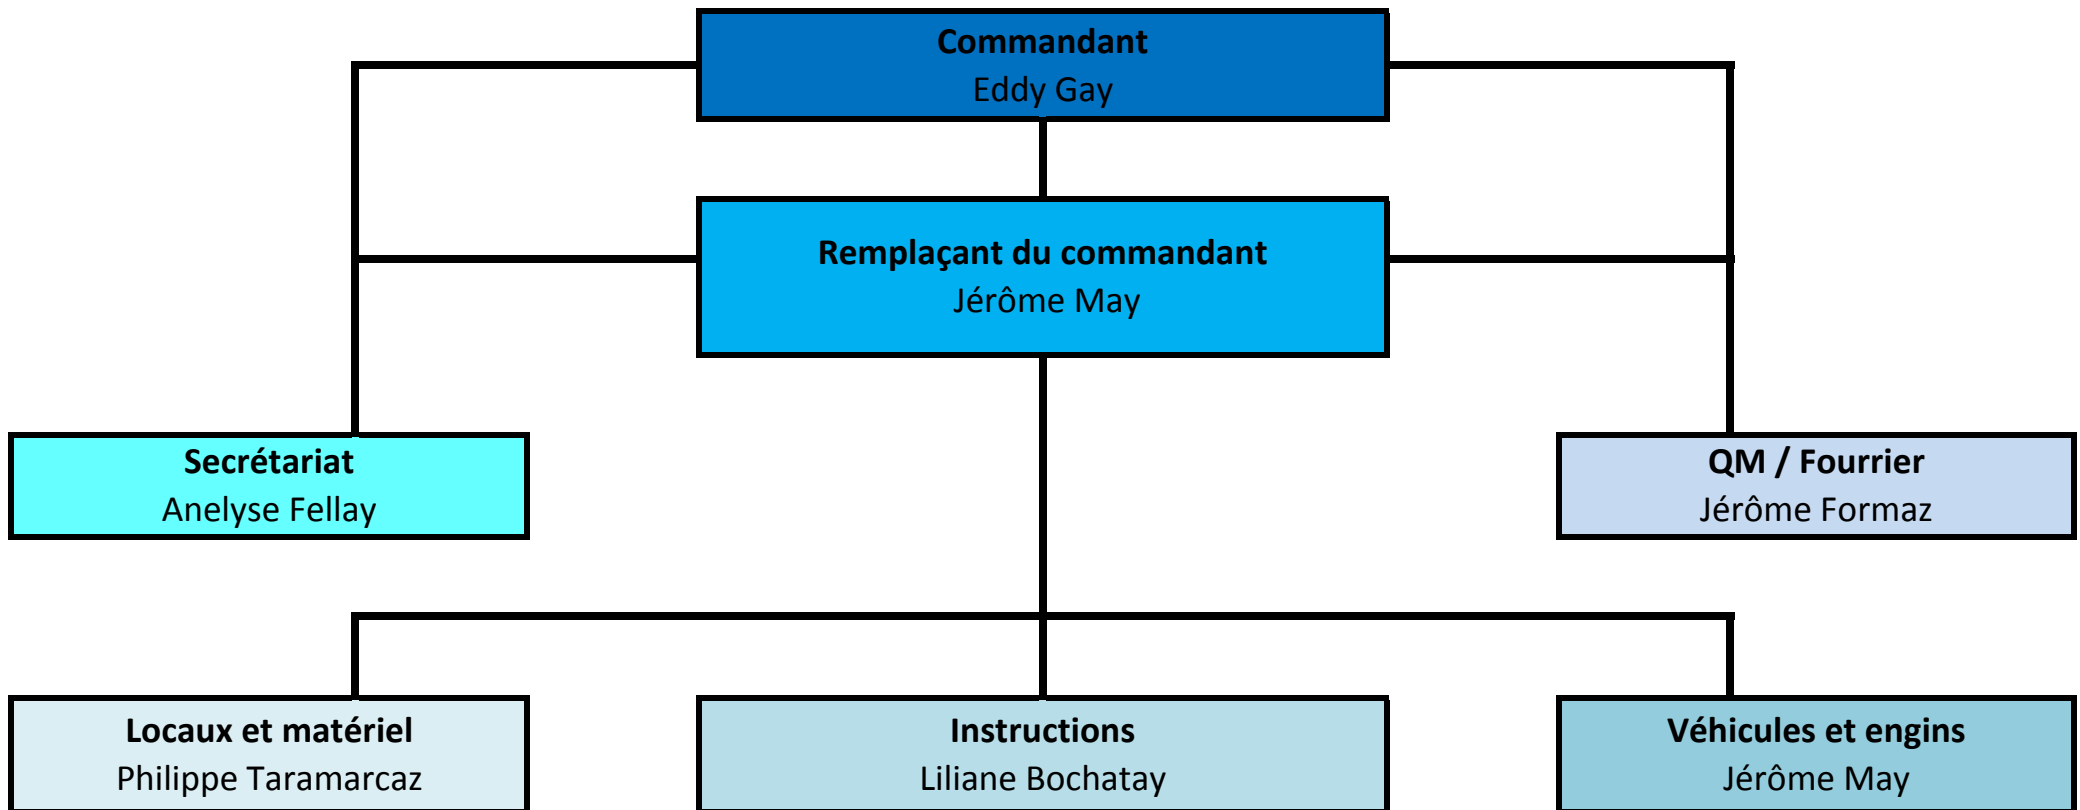 Commandant
Eddy Gay
Remplaçant du commandant
Jérôme May
Secrétariat
Anelyse Fellay
QM / Fourrier
Jérôme Formaz
Locaux et matériel
Philippe Taramarcaz
Instructions
Liliane Bochatay
Véhicules et engins
Jérôme May